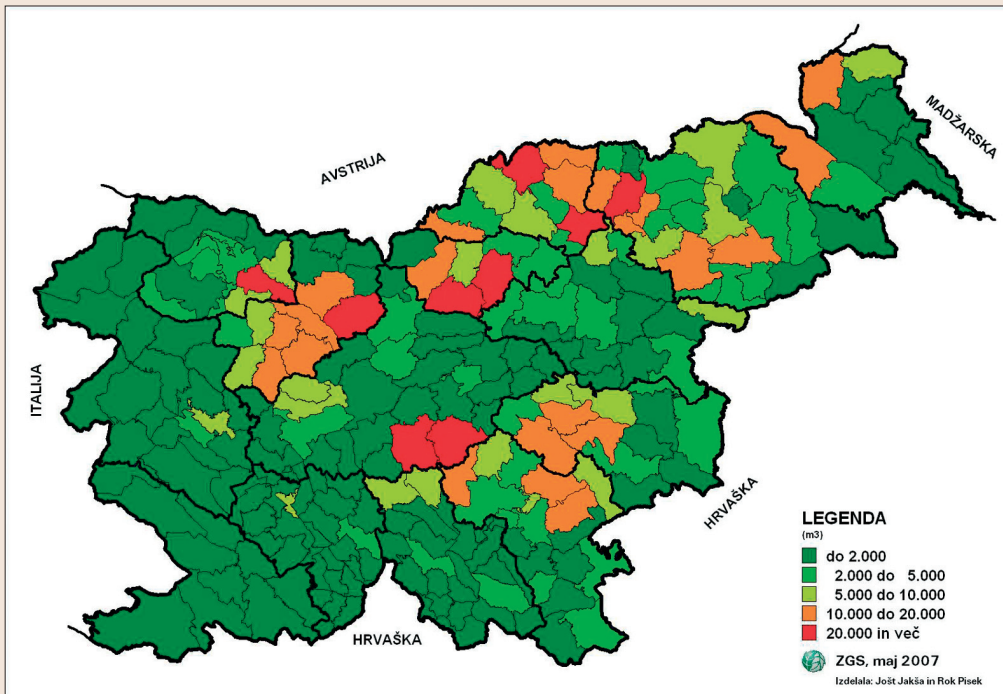 MADŽARSKA
AVSTRIJA
ITALIJA
HRVAŠKA
HRVAŠKA
LEGENDA
(m3)
do 2.000
2.000 do 5.000
5.000 do 10.000
10.000 do 20.000
20.000 in več
ZGS, maj 2007
Izdelala: Jošt Jakša in Rok Pisek